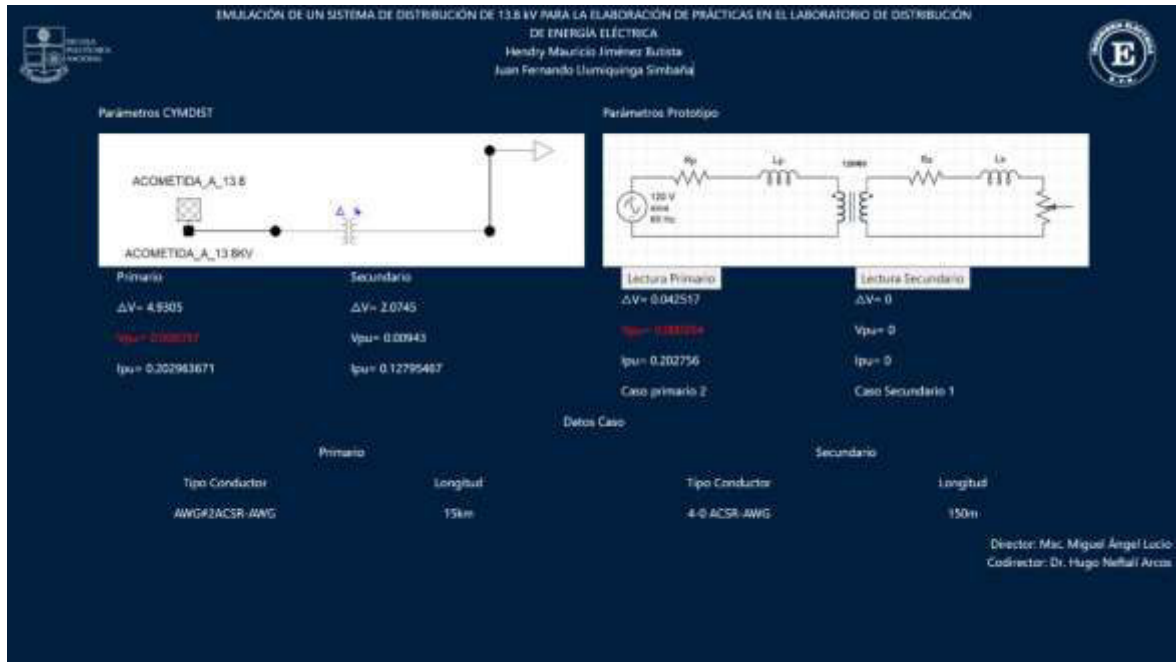 EMULACIÓN DE UN SISTEMA DE DISTRIBUCIÓN DE 13.8 kV PARA LA ELABORACIÓN DE PRÁCTICAS EN EL LABORATORIO DE DISTRIBUCIÓN
DE ENERGÍA ELÉCTRICA
Hendry Mauricio Jiménez Butista
Juan Fernando Llumiquinga Simbaña
ESCUELA
POLITÉCNICA
NACIONAL
E
Parámetros CYMDIST
Parámetros Prototipo
ACOMETIDA_A_13.8
ACOMETIDA_A_13.8KV
Rp
Lp
Rs
Ls
120 V
sine
60 Hz
Primario
Secundario
Lectura Primario
Lectura Secundario
ΔV= 4.9305
ΔV= 2.0745
ΔV= 0.042517
ΔV= 0
Vpu=
Vpu= 0.00943
Vpu=
Vpu= 0
Ipu= 0.202963671
Ipu= 0.12795467
Ipu= 0.202756
Ipu= 0
Caso primario 2
Caso Secundario 1
Datos Caso
Primario
Secundario
Tipo Conductor
Longitud
Tipo Conductor
Longitud
AWG#2ACSR-AWG
15km
4-0 ACSR-AWG
150m
Director: Msc. Miguel Ángel Lucio
Codirector: Dr. Hugo Neftalí Arcos